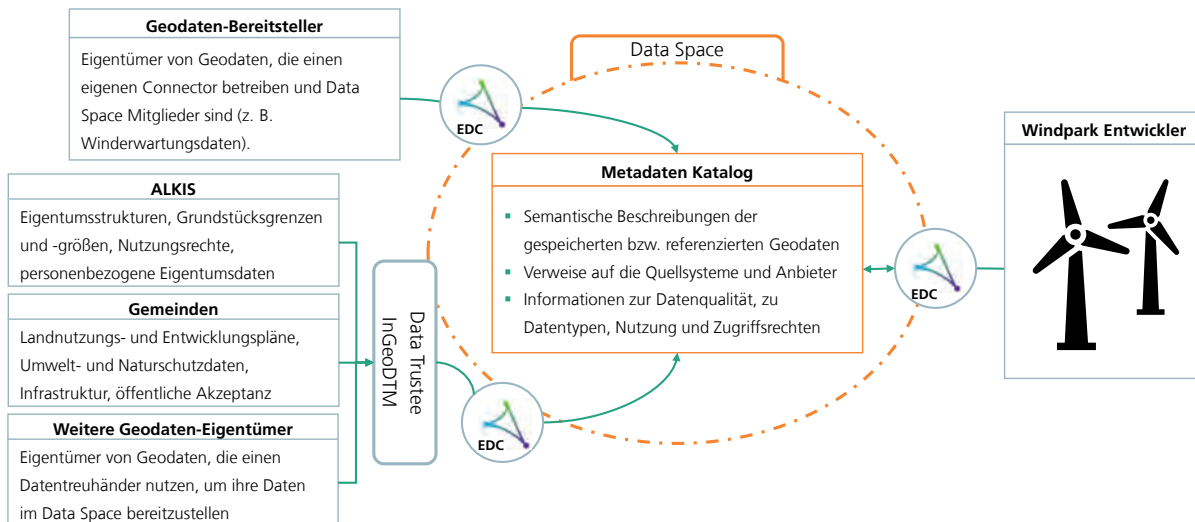 Geodaten-Bereitsteller
Eigentümer von Geodaten, die einen
eigenen Connector betreiben und Data
Space Mitglieder sind (z. B.
Winderwartungsdaten).
ALKIS
Eigentumsstrukturen, Grundstücksgrenzen
und -größen, Nutzungsrechte,
personenbezogene Eigentumsdaten
Gemeinden
Landnutzungs- und Entwicklungspläne,
Umwelt- und Naturschutzdaten,
Infrastruktur, öffentliche Akzeptanz
Weitere Geodaten-Eigentümer
Eigentümer von Geodaten, die einen
Datentreuhänder nutzen, um ihre Daten
im Data Space bereitzustellen
Data Trustee
InGeoDTM
EDC
EDC
Data Space
Metadaten Katalog
▪ Semantische Beschreibungen der
gespeicherten bzw. referenzierten Geodaten
▪ Verweise auf die Quellsysteme und Anbieter
▪ Informationen zur Datenqualität, zu
Datentypen, Nutzung und Zugriffsrechten
EDC
Windpark Entwickler